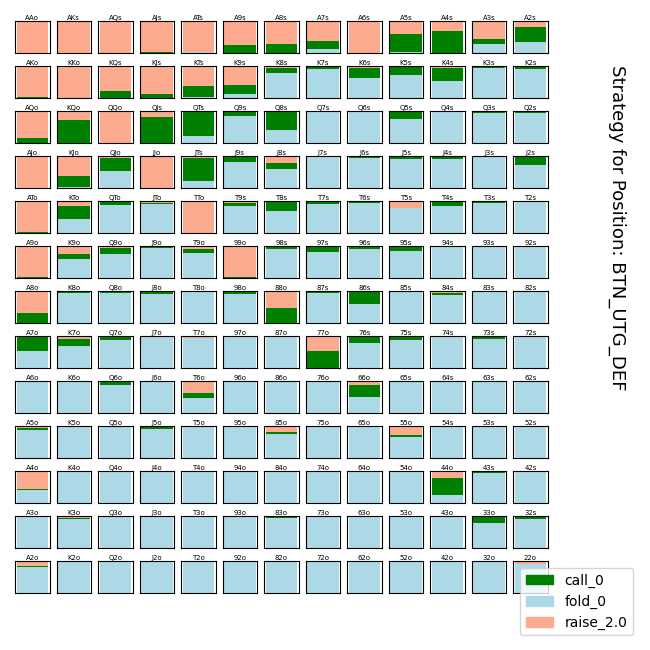 AAo AKs AQs AJs ATs A9s A8s A7s A6s A5s A4s A3s A2s
AKo KKo KQs KJs KTs K9s K8s K7s K6s K5s K4s K3s K2s
AQo KQo QQo QJs QTs Q9s Q8s Q7s Q6s Q5s Q4s Q3s Q2s
AJo KJo QJo JJo JTs J9s J8s J7s J6s J5s J4s J3s J2s
ATo KTo QTo JTo TTo T9s T8s T7s T6s T5s T4s T3s T2s
A9o K9o Q9o J9o T9o 99o 98s 97s 96s 95s 94s 93s 92s
A8o K8o Q8o J8o T8o 98o 88o 87s 86s 85s 84s 83s 82s
A7o K7o Q7o J7o T7o 97o 87o 77o 76s 75s 74s 73s 72s
A6o K6o Q6o J6o T6o 96o 86o 76o 66o 65s 64s 63s 62s
A5o K5o Q5o J5o T5o 95o 85o 75o 65o 55o 54s 53s 52s
A4o K4o Q4o J4o T4o 94o 84o 74o 64o 54o 44o 43s 42s
A3o K3o Q3o J3o T3o 93o 83o 73o 63o 53o 43o 33o 32s
A2o K2o Q2o J2o T2o 92o 82o 72o 62o 52o 42o 32o 22o
Strategy for Position: BTN_UTG_DEF
call_0
fold_0
raise_2.0